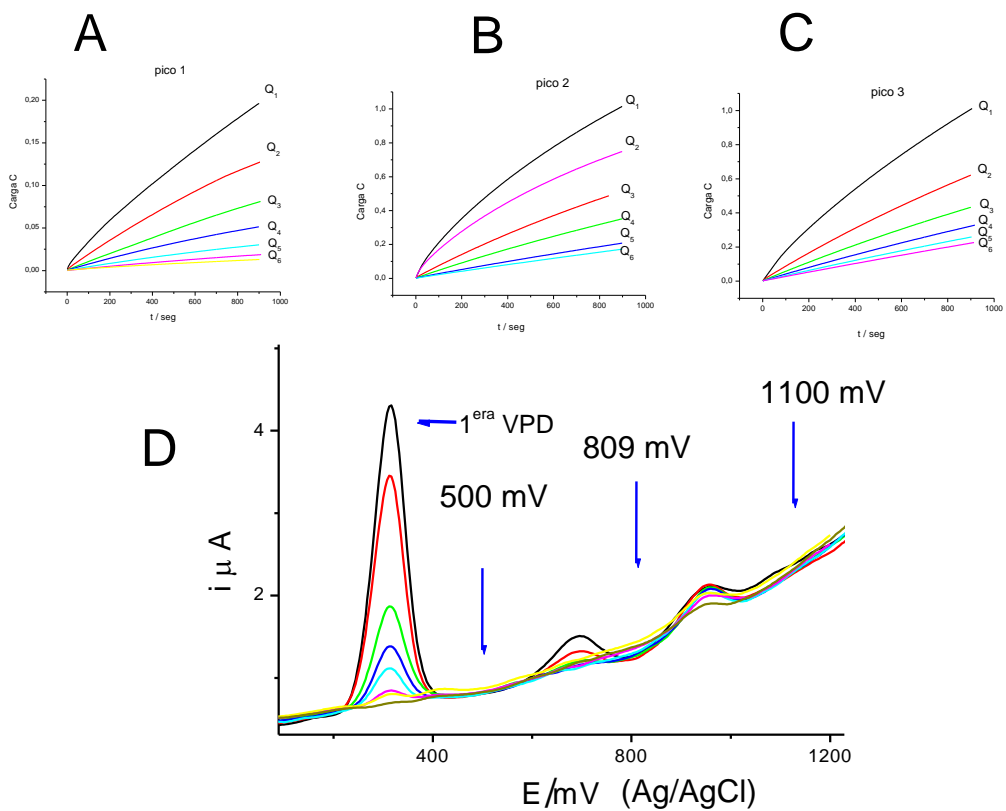 A
pico 1
Carga C
0,20
0,15
0,10
0,05
0,00
Q1
Q2
Q3
Q4
Q5
Q6
0 200 400 600 800 1000
t / seg
B
pico 2
Carga C
1,0
0,8
0,6
0,4
0,2
0,0
Q1
Q2
Q3
Q4
Q5
Q6
0 200 400 600 800 1000
t / seg
C
pico 3
Carga C
1,0
0,8
0,6
0,4
0,2
0,0
Q1
Q2
Q3
Q4
Q5
Q6
0 200 400 600 800 1000
t / seg
D
i μ A
4
2
1era VPD
500 mV
809 mV
1100 mV
400 800 1200
E/mV (Ag/AgCl)